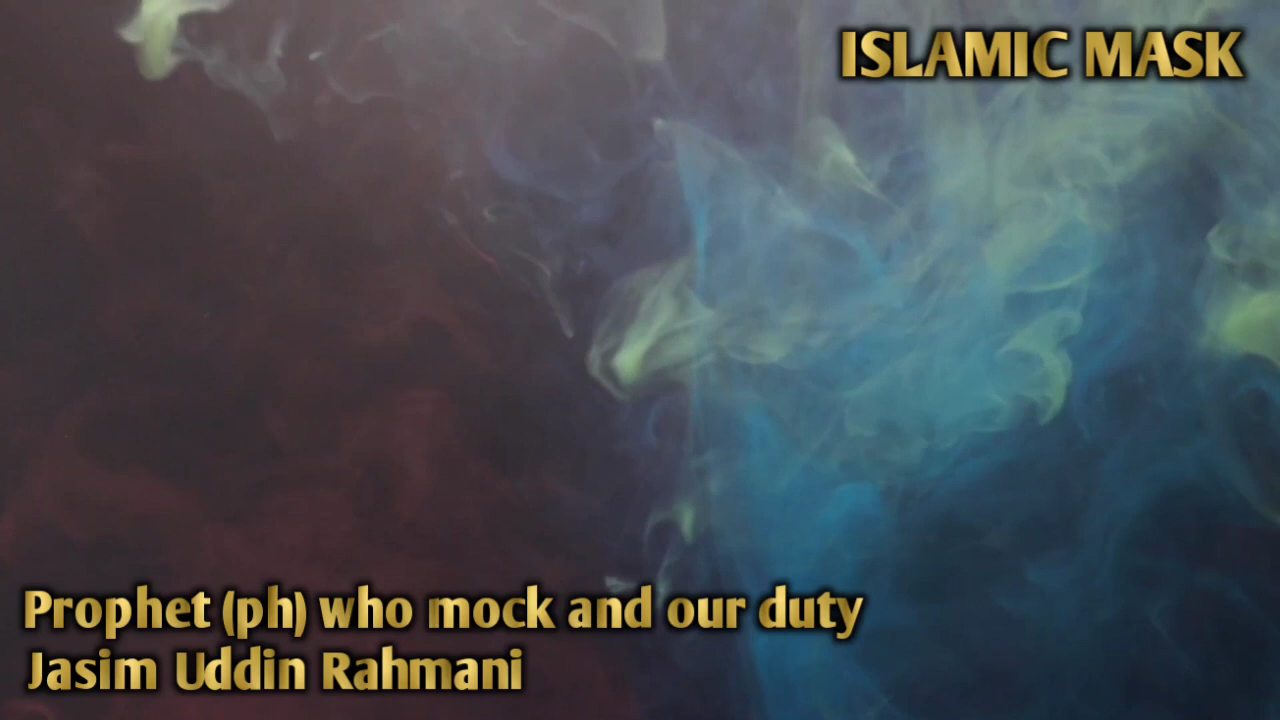 ISLAMIC MASK
Prophet (ph) who mock and our duty
Jasim Uddin Rahmani